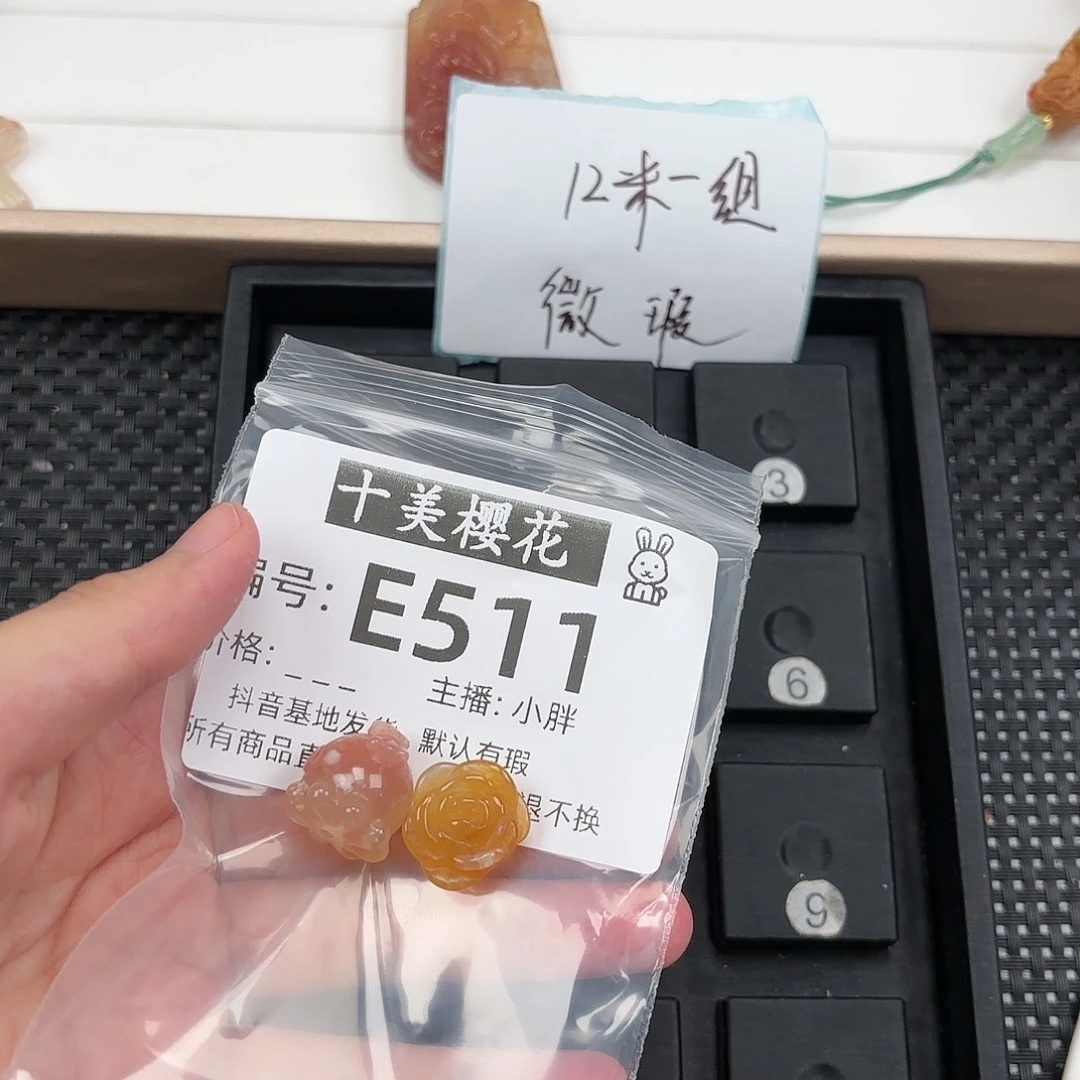 12米一组
微瑕
十美樱花
编号: E511
价格: _ _ _ 主播: 小胖
抖音基地发货 默认有瑕
所有商品直 退不换
3
6
9